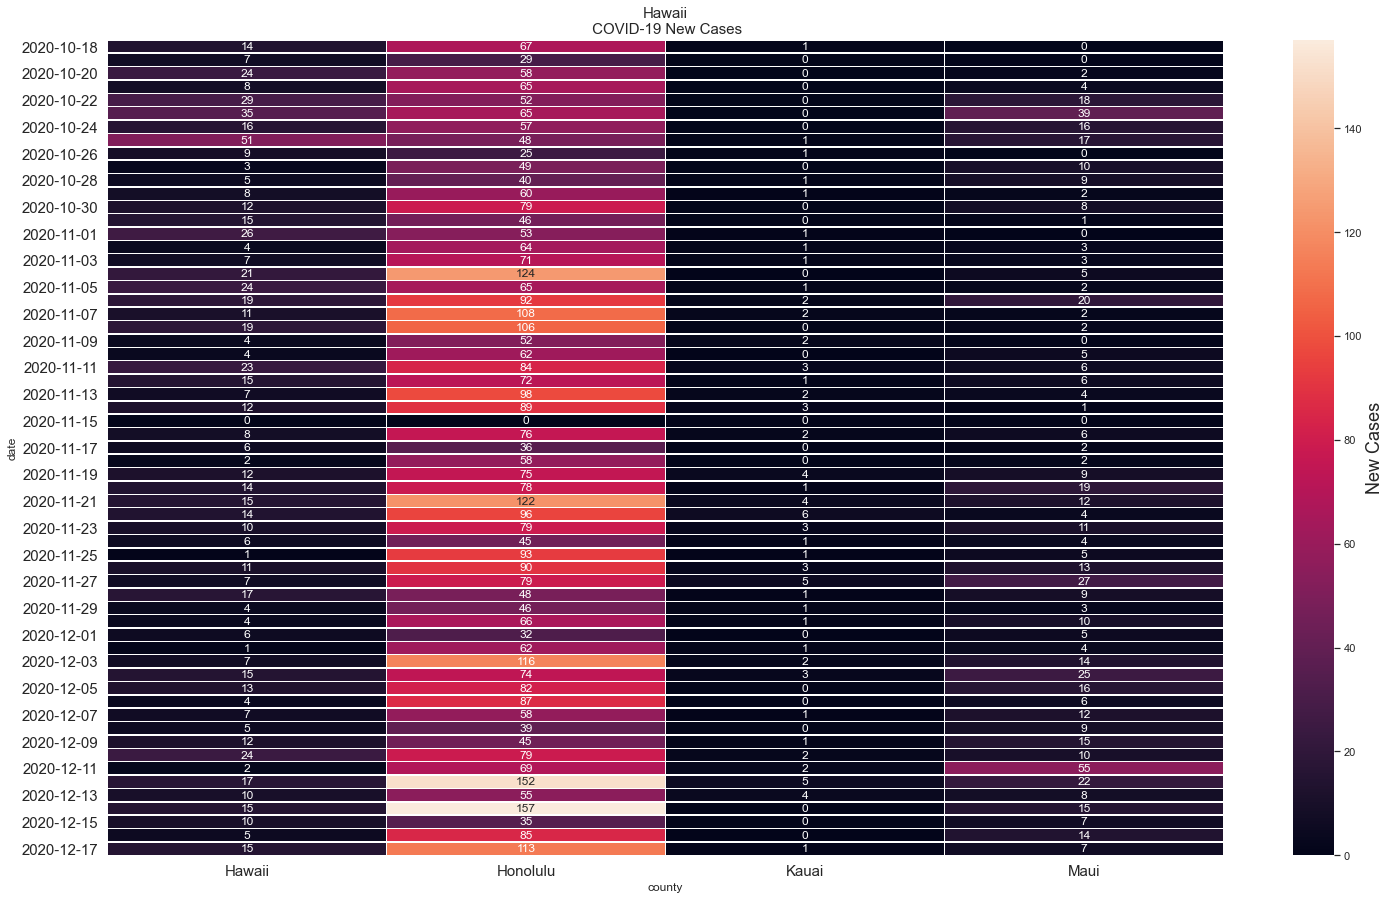 Hawaii
COVID-19 New Cases
2020-10-18 14 67 1 0
7 29 0 0
2020-10-20 24 58 0 2
8 65 0 4
2020-10-22 29 52 0 18
35 65 0 39
2020-10-24 16 57 0 16
51 48 1 17
2020-10-26 9 25 1 0
3 49 0 10
2020-10-28 5 40 1 9
8 60 1 2
2020-10-30 12 79 0 8
15 46 0 1
2020-11-01 26 53 1 0
4 64 1 3
2020-11-03 7 71 1 3
21 124 0 5
2020-11-05 24 65 1 2
19 92 2 20
2020-11-07 11 108 2 2
19 106 0 2
2020-11-09 4 52 2 0
4 62 0 5
2020-11-11 23 84 3 6
15 72 1 6
2020-11-13 7 98 2 4
12 89 3 1
2020-11-15 0 0 0 0
8 76 2 6
2020-11-17 6 36 0 2
2 58 0 2
2020-11-19 12 75 4 9
14 78 1 19
2020-11-21 15 122 4 12
14 96 6 4
2020-11-23 10 79 3 11
6 45 1 4
2020-11-25 1 93 1 5
11 90 3 13
2020-11-27 7 79 5 27
17 48 1 9
2020-11-29 4 46 1 3
4 66 1 10
2020-12-01 6 32 0 5
1 62 1 4
2020-12-03 7 116 2 14
15 74 3 25
2020-12-05 13 82 0 16
4 87 0 6
2020-12-07 7 58 1 12
5 39 0 9
2020-12-09 12 45 1 15
24 79 2 10
2020-12-11 2 69 2 55
17 152 5 22
2020-12-13 10 55 4 8
15 157 0 15
2020-12-15 10 35 0 7
5 85 0 14
2020-12-17 15 113 1 7
Hawaii Honolulu Kauai Maui
county
date
140
120
100
80
60
40
20
0
New Cases